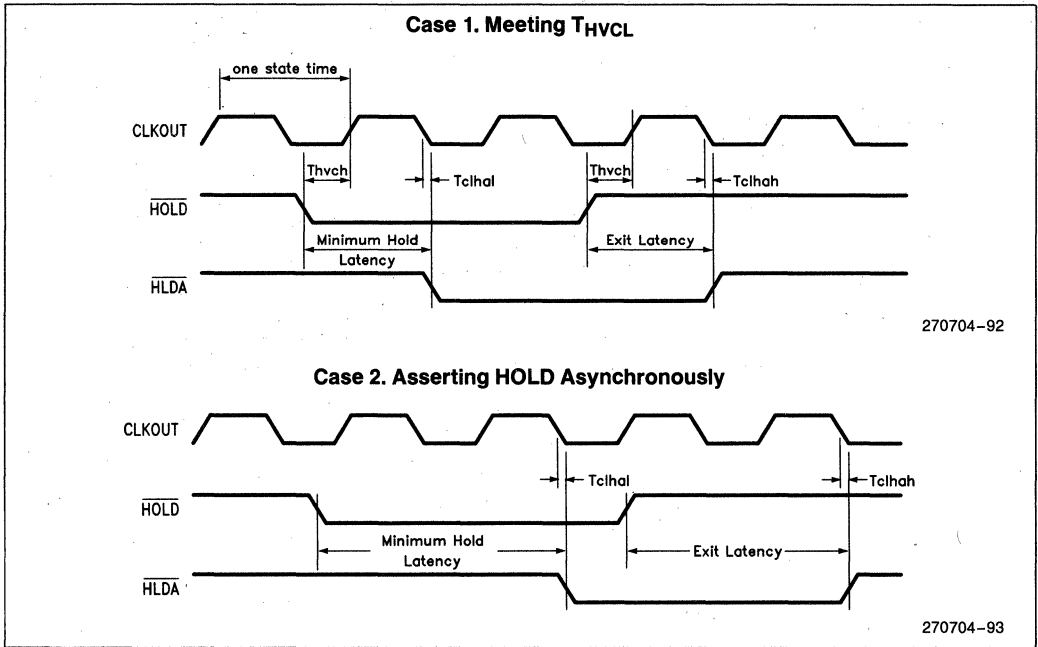 Case 1. Meeting THVCL
one state time
CLKOUT
Thvch
Tclhal
Thvch
Tclhah
HOLD
Minimum Hold
Latency
Exit Latency
HLDA
270704-92
Case 2. Asserting HOLD Asynchronously
CLKOUT
Tclhal
Tclhah
HOLD
Minimum Hold
Latency
Exit Latency
HLDA
270704-93